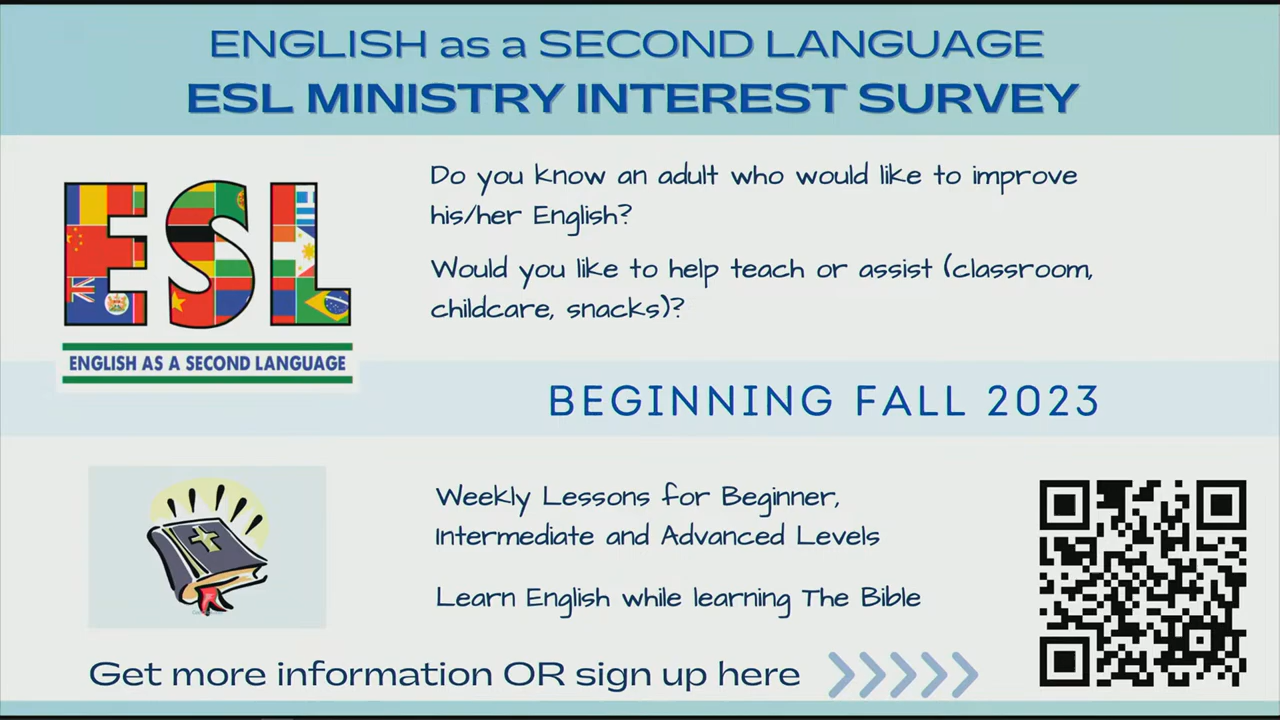 ENGLISH as a SECOND LANGUAGE
ESL MINISTRY INTEREST SURVEY
ESL
ENGLISH AS A SECOND LANGUAGE
Do you know an adult who would like to improve
his/her English?
Would you like to help teach or assist (classroom,
childcare, snacks)?
BEGINNING FALL 2023
Weekly Lessons for Beginner,
Intermediate and Advanced Levels
Learn English while learning The Bible
Get more information OR sign up here